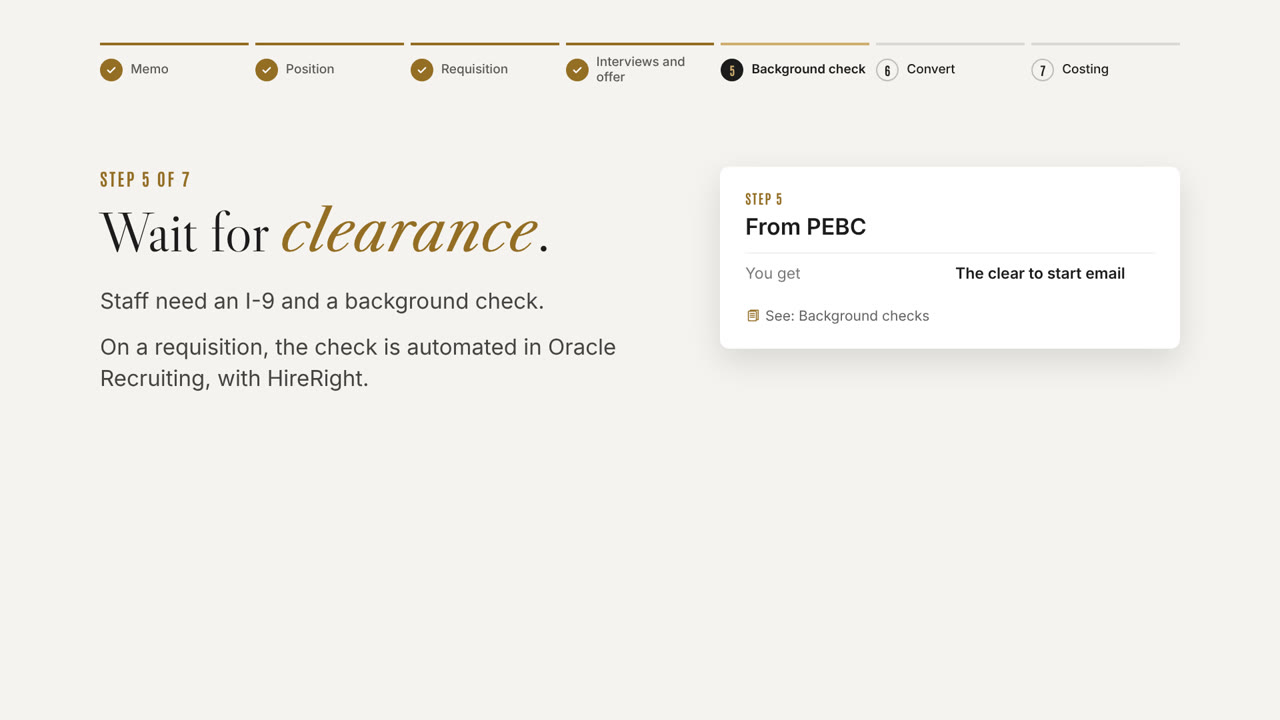 Memo
Position
Requisition
Interviews and
offer
5 Background check
6 Convert
7 Costing
STEP 5 OF 7
Wait for clearance.
Staff need an I-9 and a background check.
On a requisition, the check is automated in Oracle
Recruiting, with HireRight.
STEP 5
From PEBC
You get The clear to start email
See: Background checks